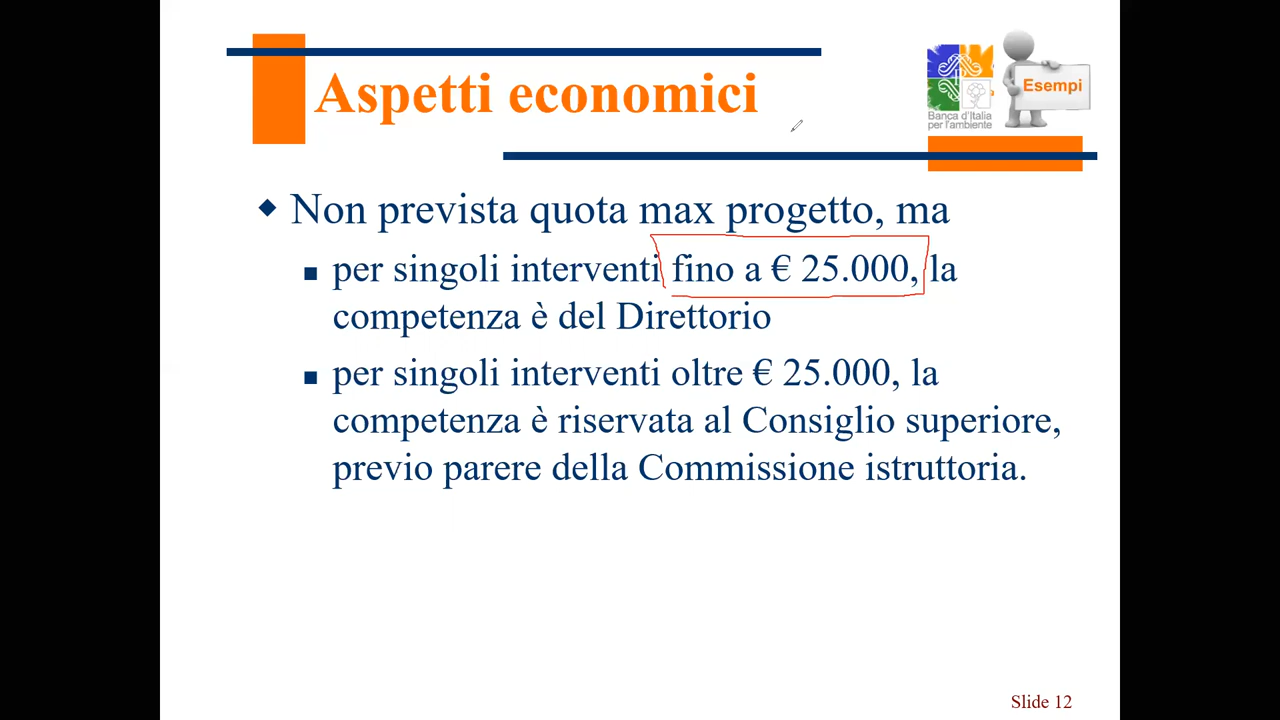 Aspetti economici
Esempi
Banca d'Italia
per l'ambiente
Non prevista quota max progetto, ma
per singoli interventi fino a € 25.000, la
competenza è del Direttorio
per singoli interventi oltre € 25.000, la
competenza è riservata al Consiglio superiore,
previo parere della Commissione istruttoria.
Slide 12